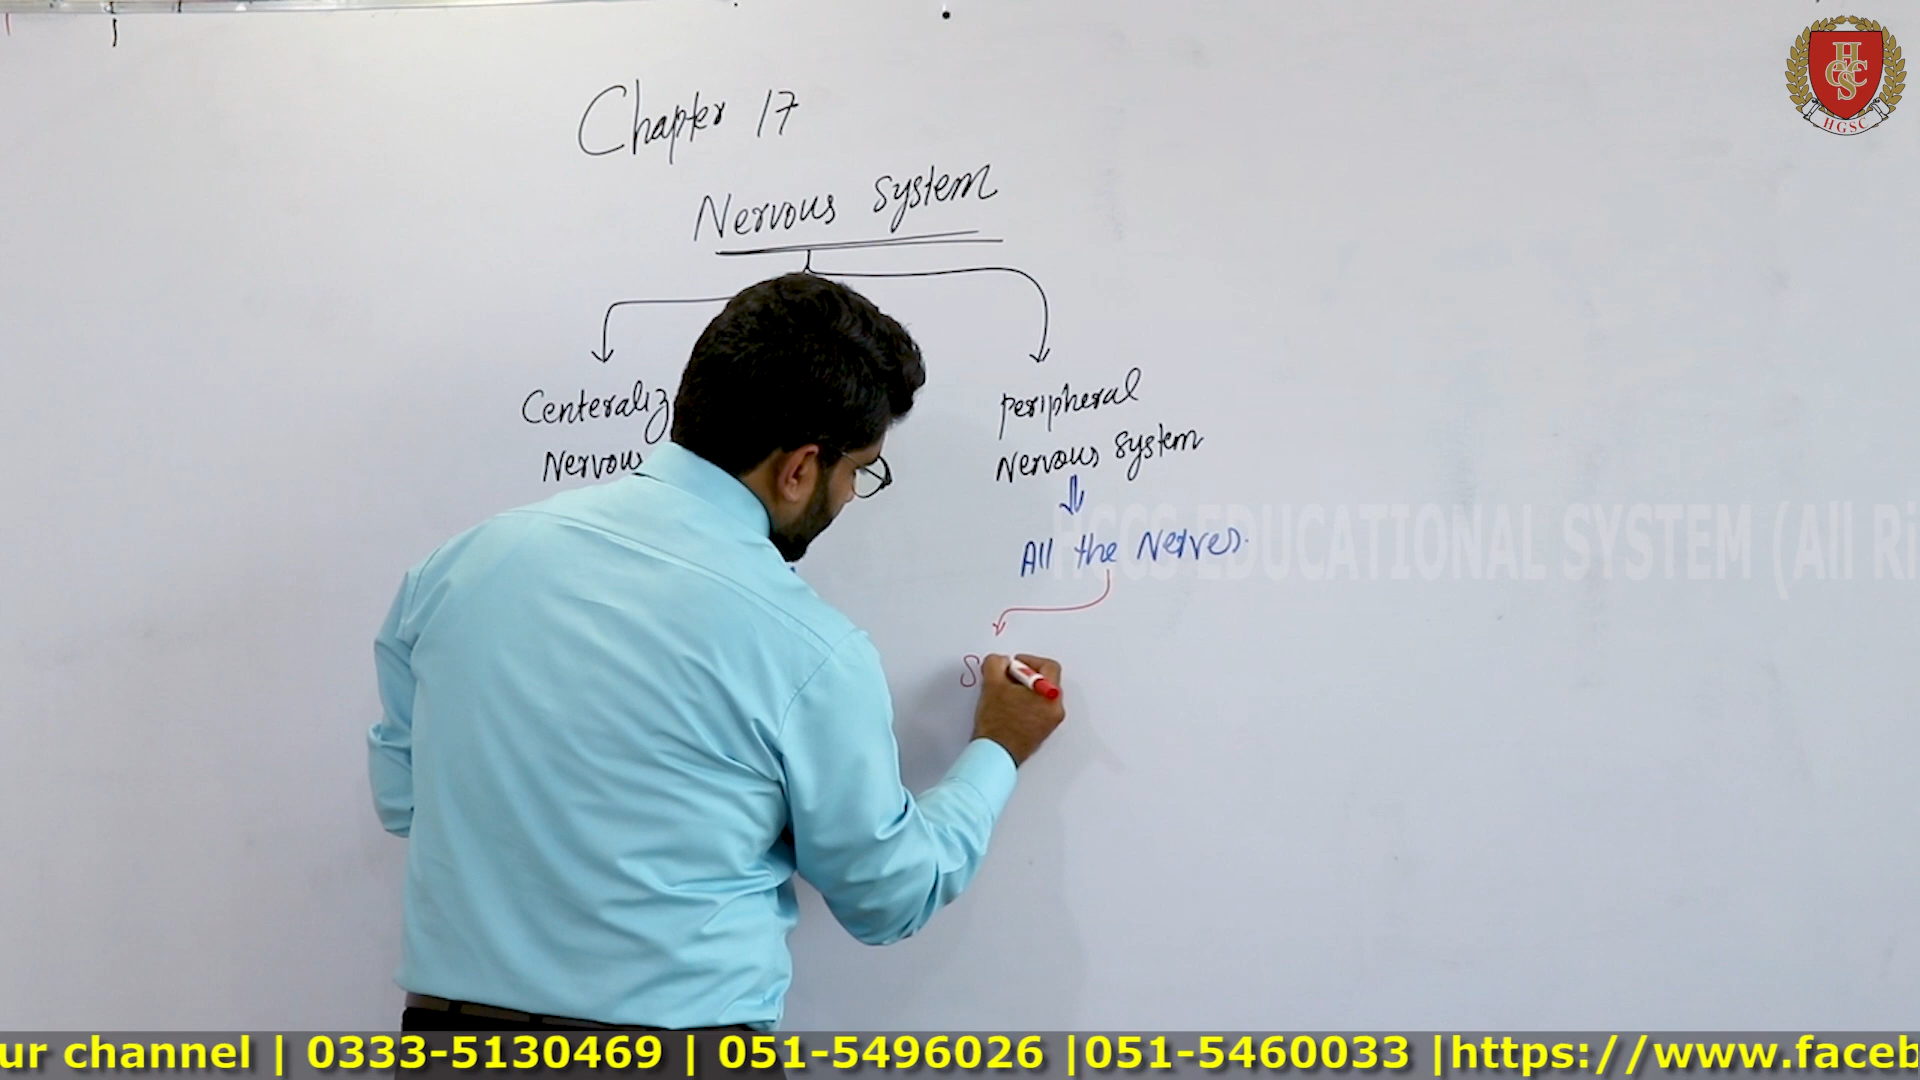 Chapter 17
Nervous System
Centeraliz
Nervous
Peripheral
Nervous System
All the Nerves.
HGCS EDUCATIONAL SYSTEM (All Ri
HGSC
ur channel | 0333-5130469 | 051-5496026 |051-5460033 |https://www.faceb